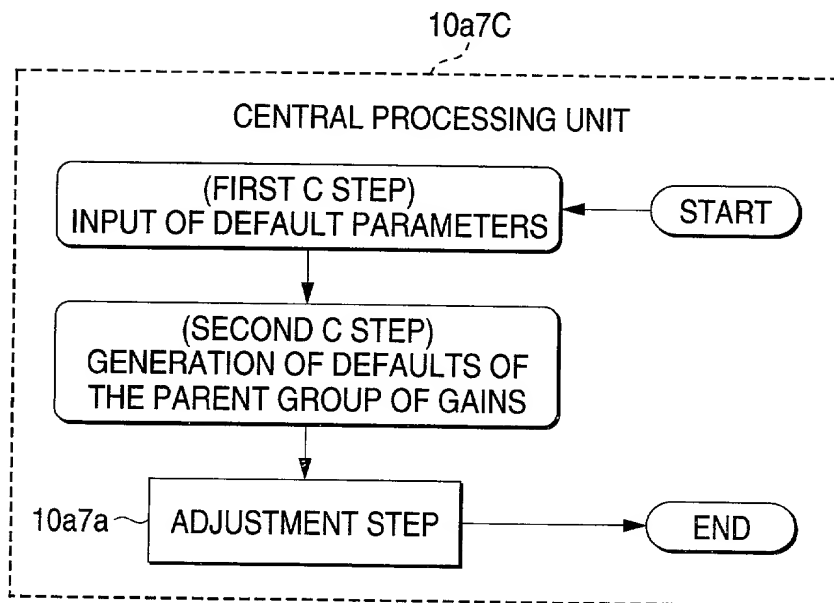 10a7C
CENTRAL PROCESSING UNIT
(FIRST C STEP)
INPUT OF DEFAULT PARAMETERS
START
(SECOND C STEP)
GENERATION OF DEFAULTS OF
THE PARENT GROUP OF GAINS
10a7a
ADJUSTMENT STEP
END